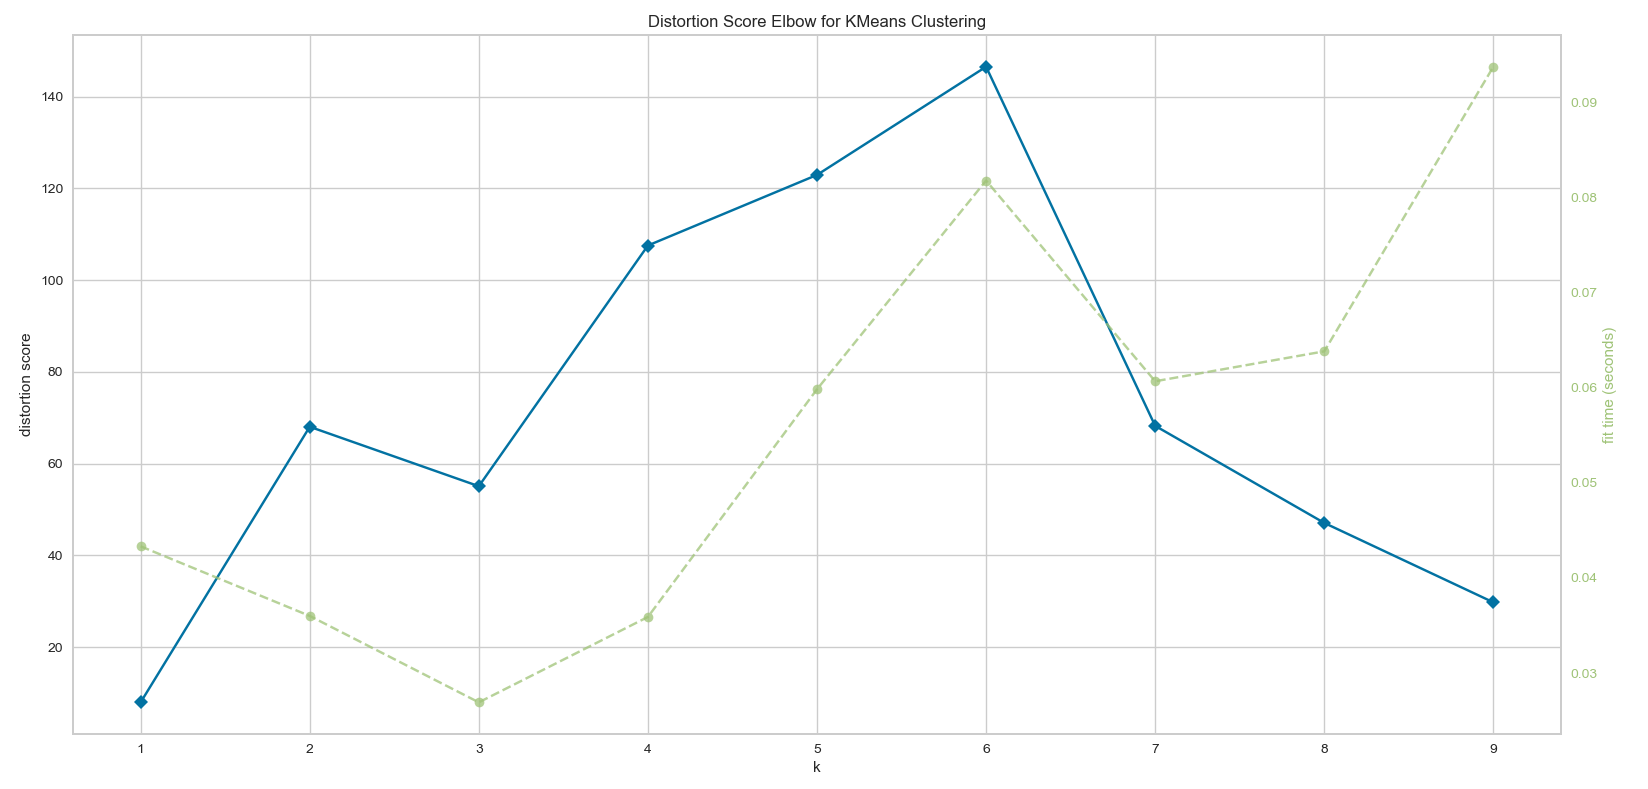 Distortion Score Elbow for KMeans Clustering
distortion score
140
120
100
80
60
40
20
0.09
0.08
0.07
0.06
0.05
0.04
0.03
fit time (seconds)
1 2 3 4 5 6 7 8 9
k